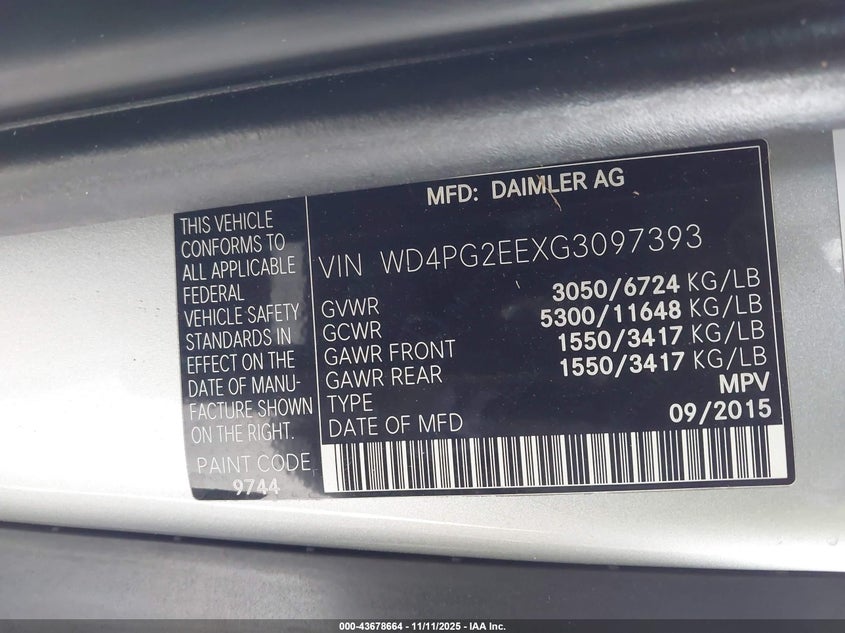 MFD: DAIMLER AG
THIS VEHICLE
CONFORMS TO
ALL APPLICABLE
FEDERAL
VEHICLE SAFETY
STANDARDS IN
EFFECT ON THE
DATE OF MANU-
FACTURE SHOWN
ON THE RIGHT.
PAINT CODE
9744
VIN WD4PG2EEXG3097393
GVWR 3050/6724 KG/LB
GCWR 5300/11648 KG/LB
GAWR FRONT 1550/3417 KG/LB
GAWR REAR 1550/3417 KG/LB
TYPE MPV
DATE OF MFD 09/2015
000-43678664 - 11/11/2025 - IAA Inc.